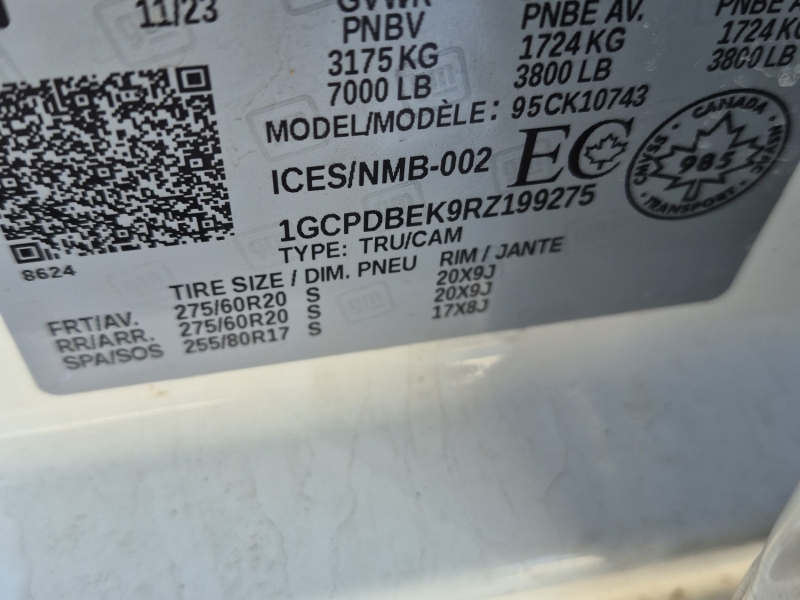 11/23
GVWR
PNBV
3175 KG
7000 LB
PNBE AV.
1724 KG
3800 LB
PNBE A
1724 K
3800 LB
MODEL/MODÈLE: 95CK10743
ICES/NMB-002
EC
CANADA
985
TRANSPORT
1GCPDBEK9RZ199275
TYPE: TRU/CAM
8624
TIRE SIZE / DIM. PNEU RIM / JANTE
FRT/AV. 275/60R20 S 20X9J
RR/ARR. 275/60R20 S 20X9J
SPA/SOS 255/80R17 S 17X8J